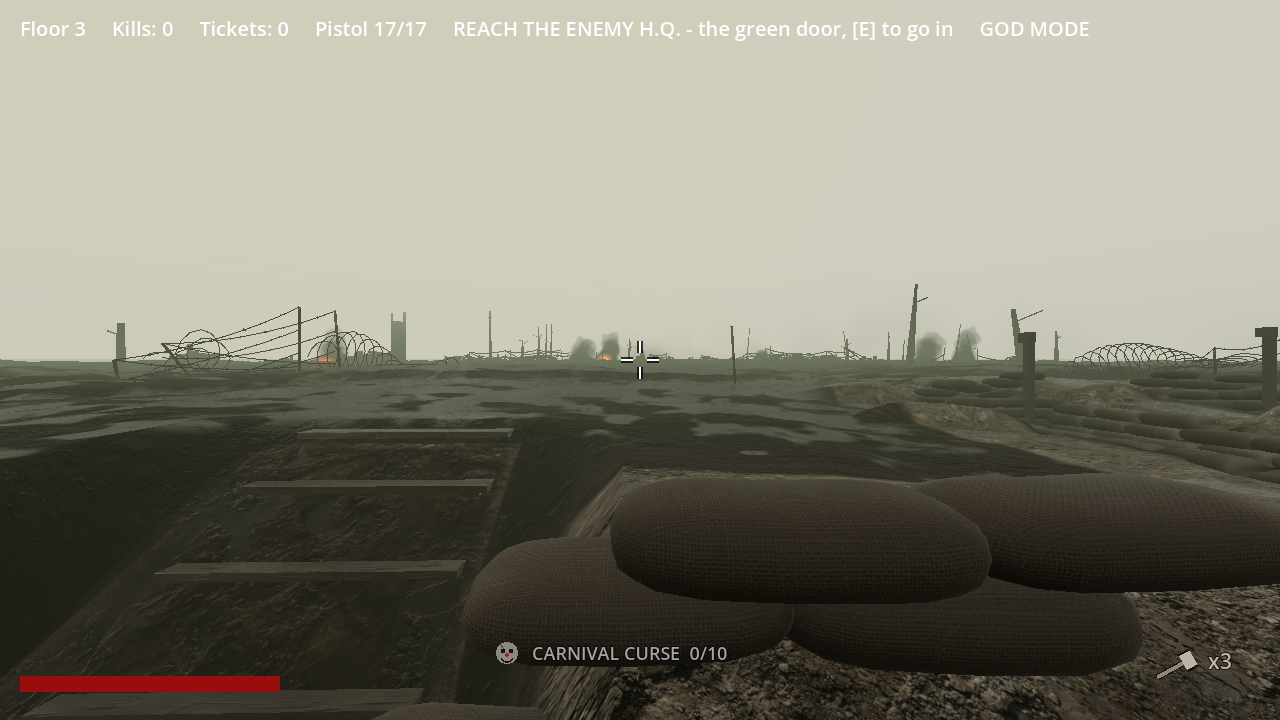 Floor 3 Kills: 0 Tickets: 0 Pistol 17/17 REACH THE ENEMY H.Q. - the green door, [E] to go in GOD MODE
CARNIVAL CURSE 0/10
x3